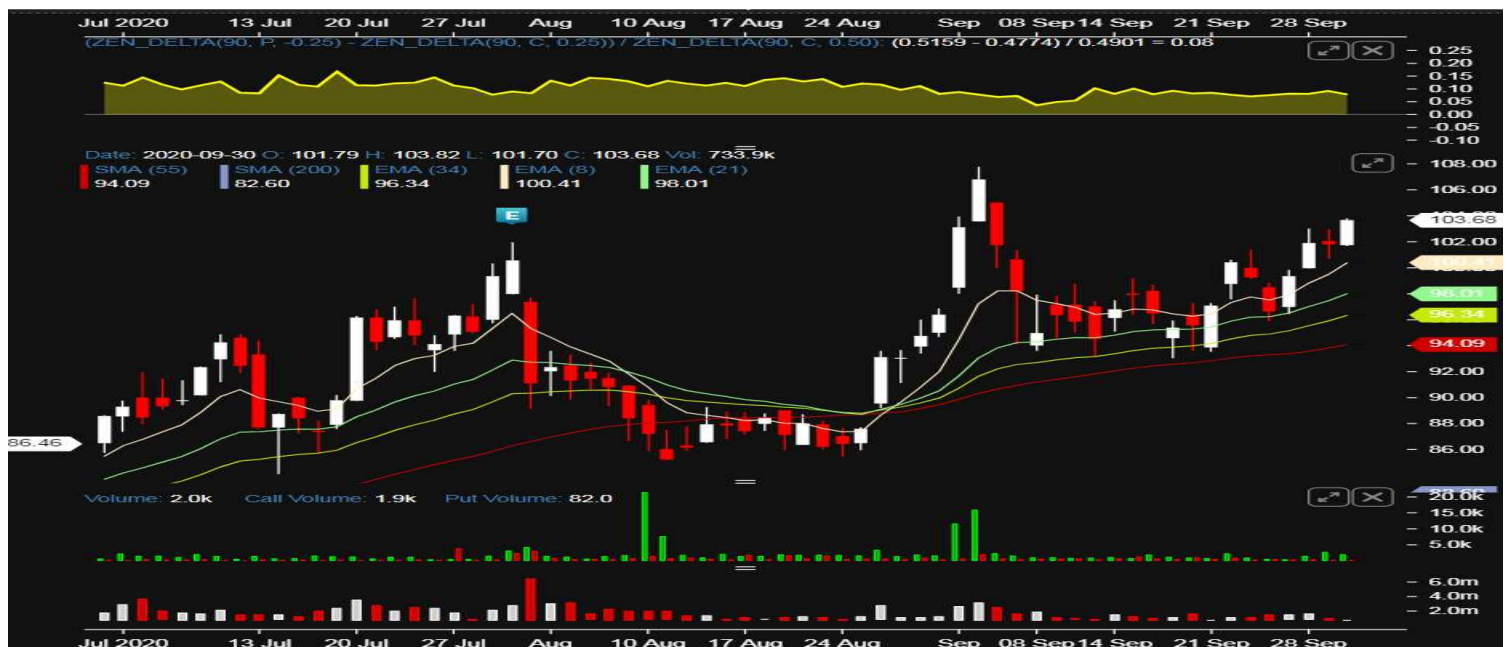 Jul 2020 13 Jul 20 Jul 27 Jul Aug 10 Aug 17 Aug 24 Aug Sep 08 Sep 14 Sep 21 Sep 28 Sep
(ZEN_DELTA(90, P, -0.25) - ZEN_DELTA(90, C, 0.25)) / ZEN_DELTA(90, C, 0.50): (0.5159 - 0.4774) / 0.4901 = 0.08
0.25
0.20
0.15
0.10
0.05
0.00
-0.05
-0.10
Date: 2020-09-30 O: 101.79 H: 103.82 L: 101.70 C: 103.68 Vol: 733.9k
SMA (55) SMA (200) EMA (34) EMA (8) EMA (21)
94.09 82.60 96.34 100.41 98.01
E
108.00
106.00
103.68
102.00
100.41
98.01
96.34
94.09
92.00
90.00
88.00
86.46
86.00
Volume: 2.0k Call Volume: 1.9k Put Volume: 82.0
20.0k
15.0k
10.0k
5.0k
6.0m
4.0m
2.0m
Jul 2020 13 Jul 20 Jul 27 Jul Aug 10 Aug 17 Aug 24 Aug Sep 08 Sep 14 Sep 21 Sep 28 Sep